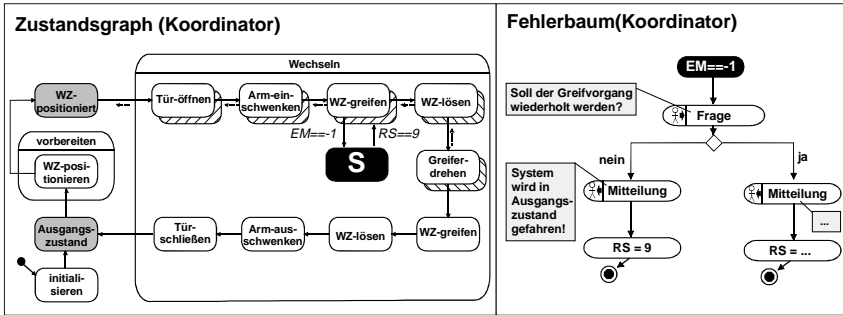 Zustandsgraph (Koordinator)
Wechseln
WZ-
positioniert
Tür-öffnen
Arm-ein-
schwenken
WZ-greifen
WZ-lösen
EM==-1
RS==9
S
vorbereiten
WZ-posi-
tionieren
Greifer-
drehen
Ausgangs-
zustand
Tür-
schließen
Arm-aus-
schwenken
WZ-lösen
WZ-greifen
initiali-
sieren
Fehlerbaum(Koordinator)
EM==-1
Soll der Greifvorgang
wiederholt werden?
Frage
nein
ja
System
wird in
Ausgangs-
zustand
gefahren!
Mitteilung
Mitteilung
...
RS = 9
RS = ...